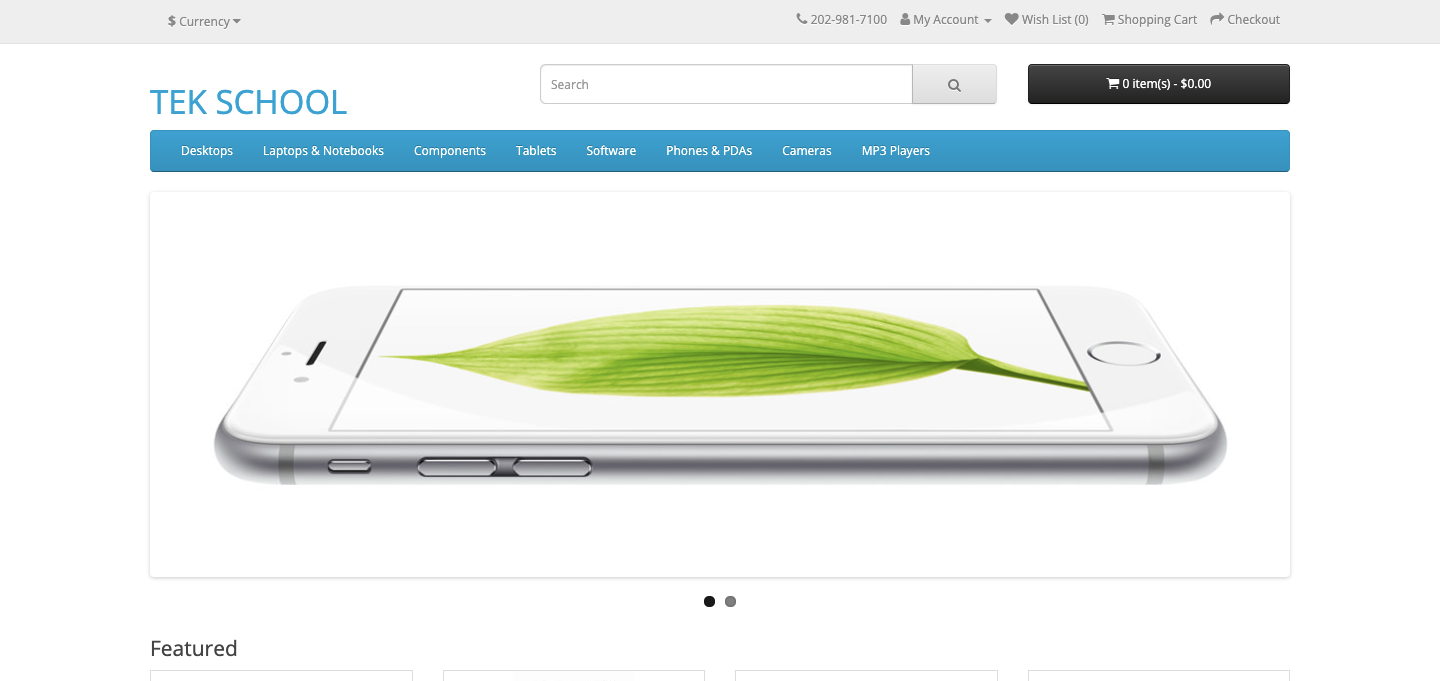 $ Currency
202-981-7100 My Account Wish List (0) Shopping Cart Checkout
TEK SCHOOL
Search
0 item(s) - $0.00
Desktops Laptops & Notebooks Components Tablets Software Phones & PDAs Cameras MP3 Players
Featured